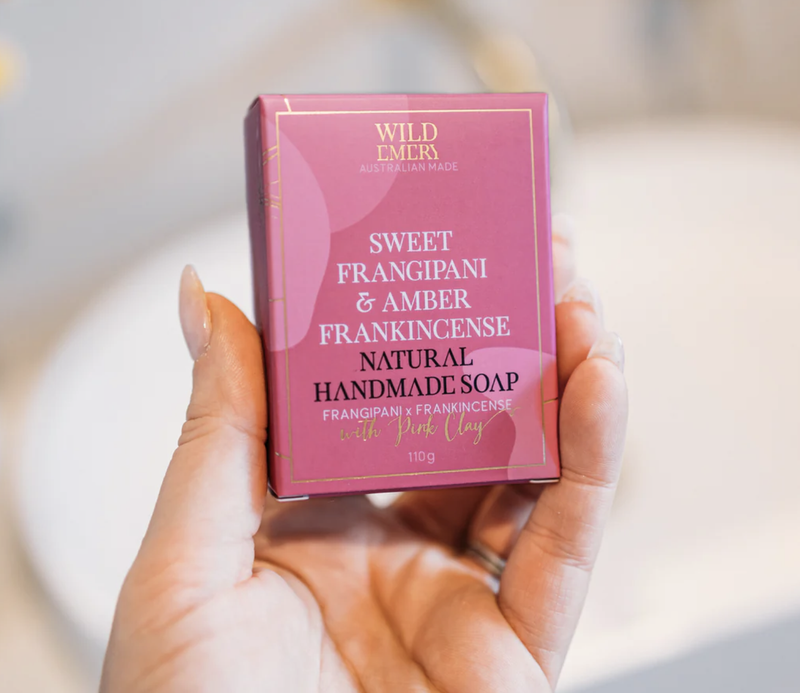 WILD
EMERY
AUSTRALIAN MADE
SWEET
FRANGIPANI
& AMBER
FRANKINCENSE
NATURAL
HANDMADE SOAP
FRANGIPANI x FRANKINCENSE
with Pink Clay
110g